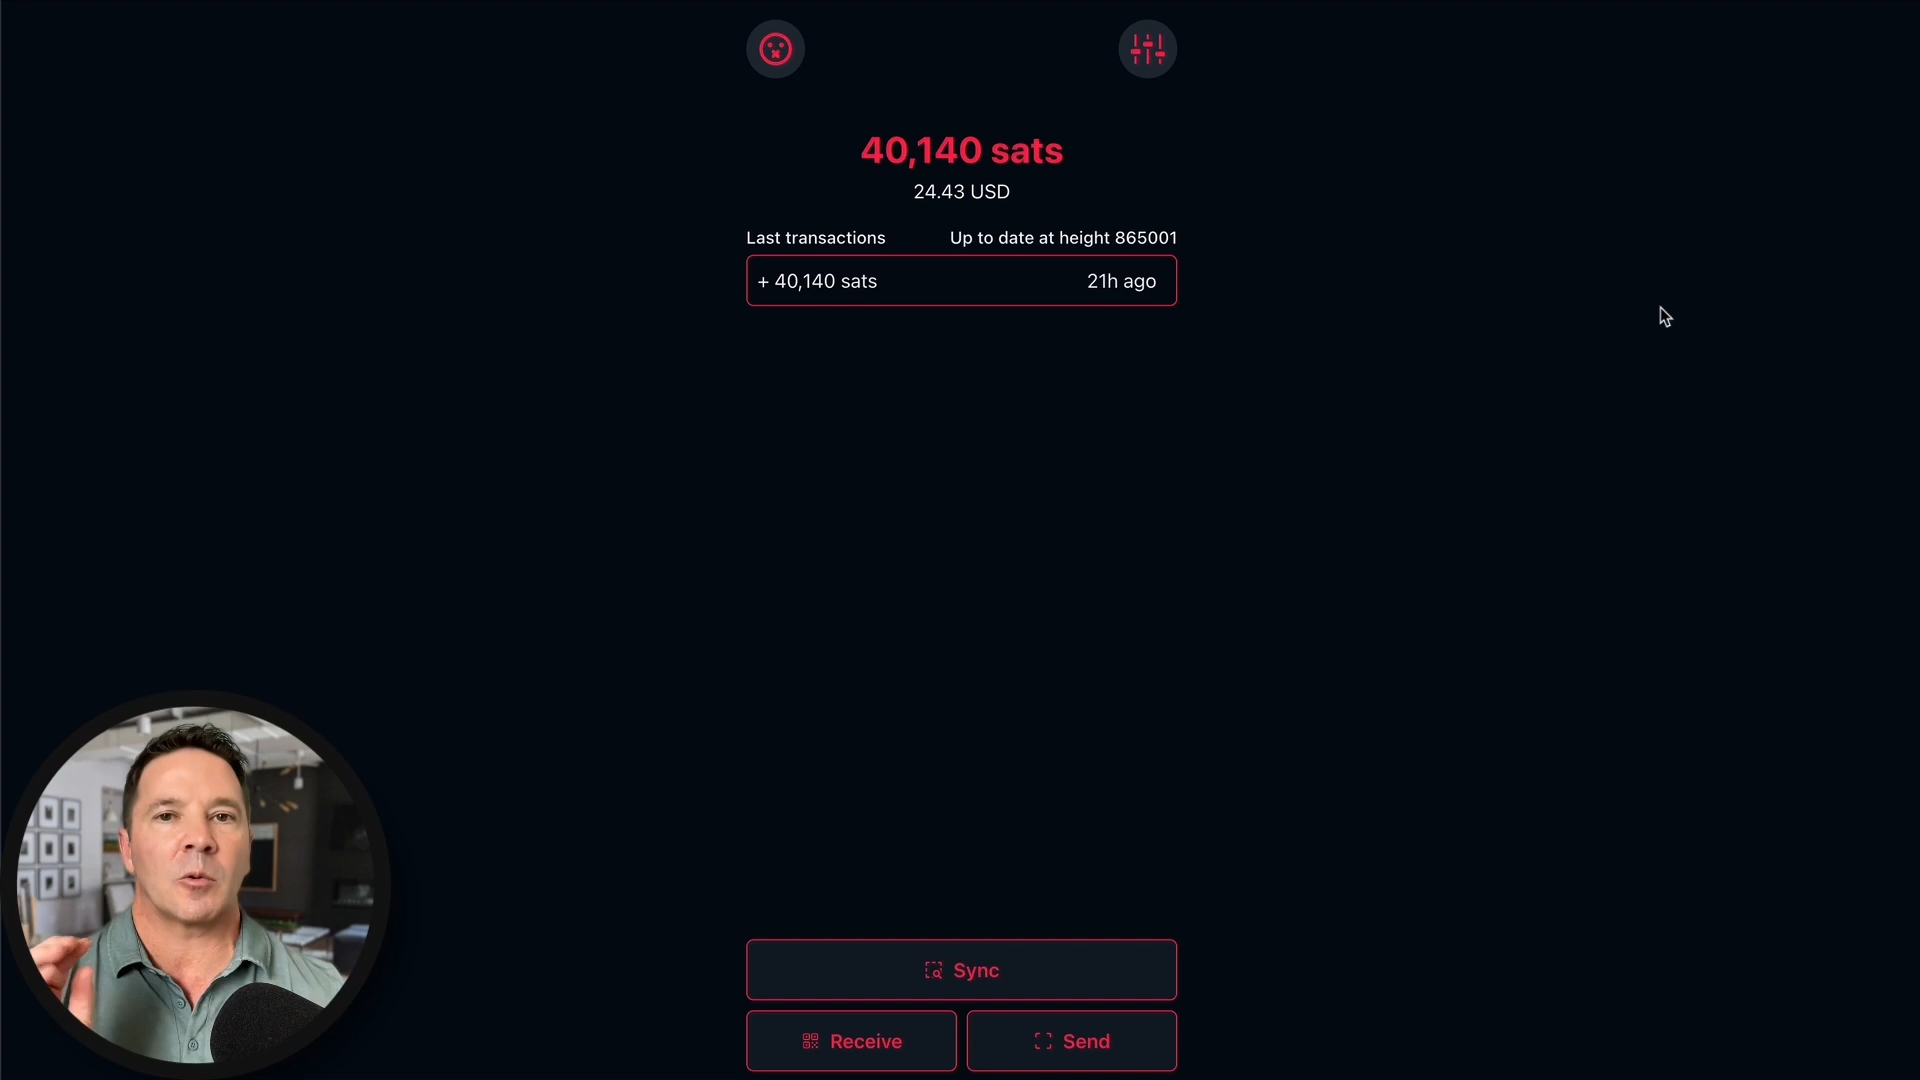 40,140 sats
24.43 USD
Last transactions Up to date at height 865001
+ 40,140 sats 21h ago
Sync
Receive Send